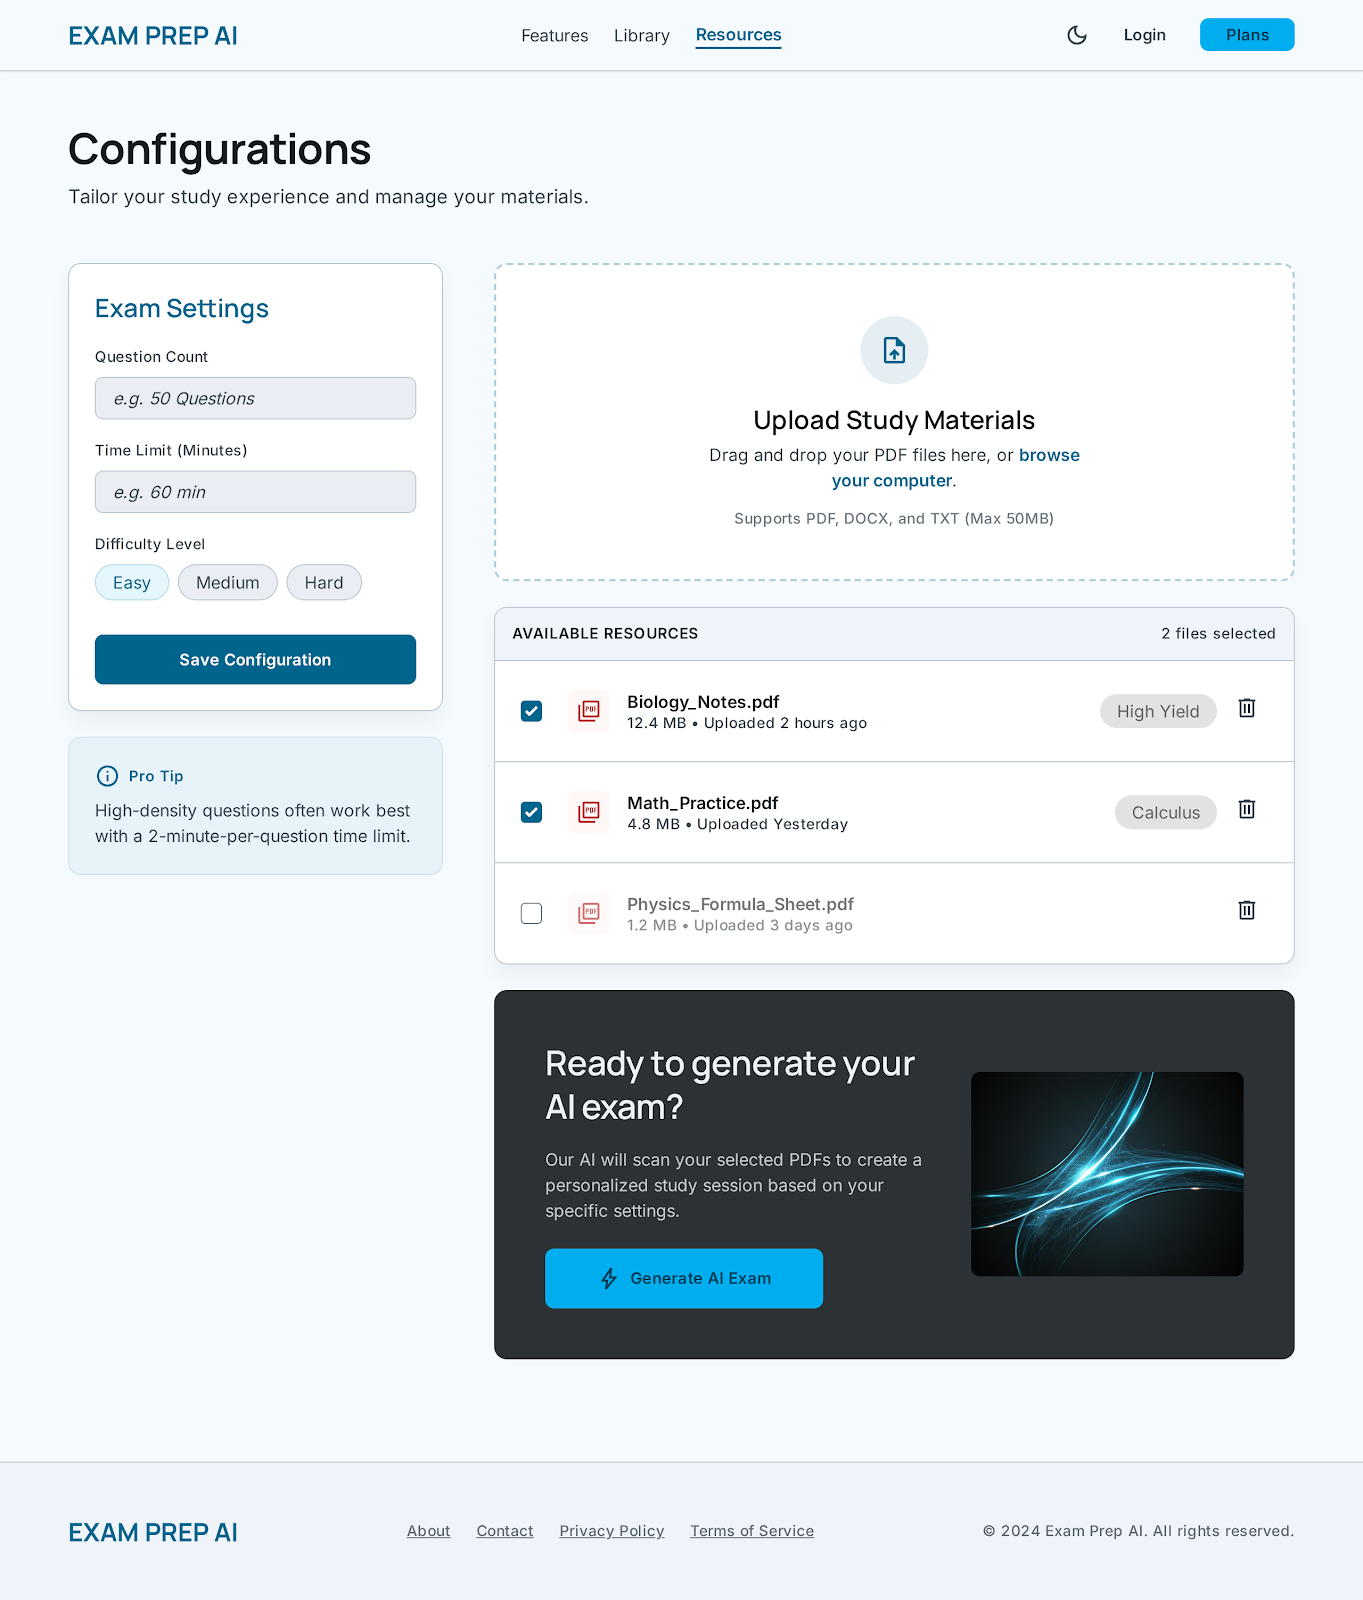 EXAM PREP AI
Features
Library
Resources
Login
Plans
Configurations
Tailor your study experience and manage your materials.
Exam Settings
Question Count
e.g. 50 Questions
Time Limit (Minutes)
e.g. 60 min
Difficulty Level
Easy
Medium
Hard
Save Configuration
Pro Tip
High-density questions often work best
with a 2-minute-per-question time limit.
Upload Study Materials
Drag and drop your PDF files here, or browse
your computer.
Supports PDF, DOCX, and TXT (Max 50MB)
AVAILABLE RESOURCES
2 files selected
PDF
Biology_Notes.pdf
12.4 MB • Uploaded 2 hours ago
High Yield
PDF
Math_Practice.pdf
4.8 MB • Uploaded Yesterday
Calculus
PDF
Physics_Formula_Sheet.pdf
1.2 MB • Uploaded 3 days ago
Ready to generate your
AI exam?
Our AI will scan your selected PDFs to create a
personalized study session based on your
specific settings.
Generate AI Exam
EXAM PREP AI
About
Contact
Privacy Policy
Terms of Service
© 2024 Exam Prep AI. All rights reserved.